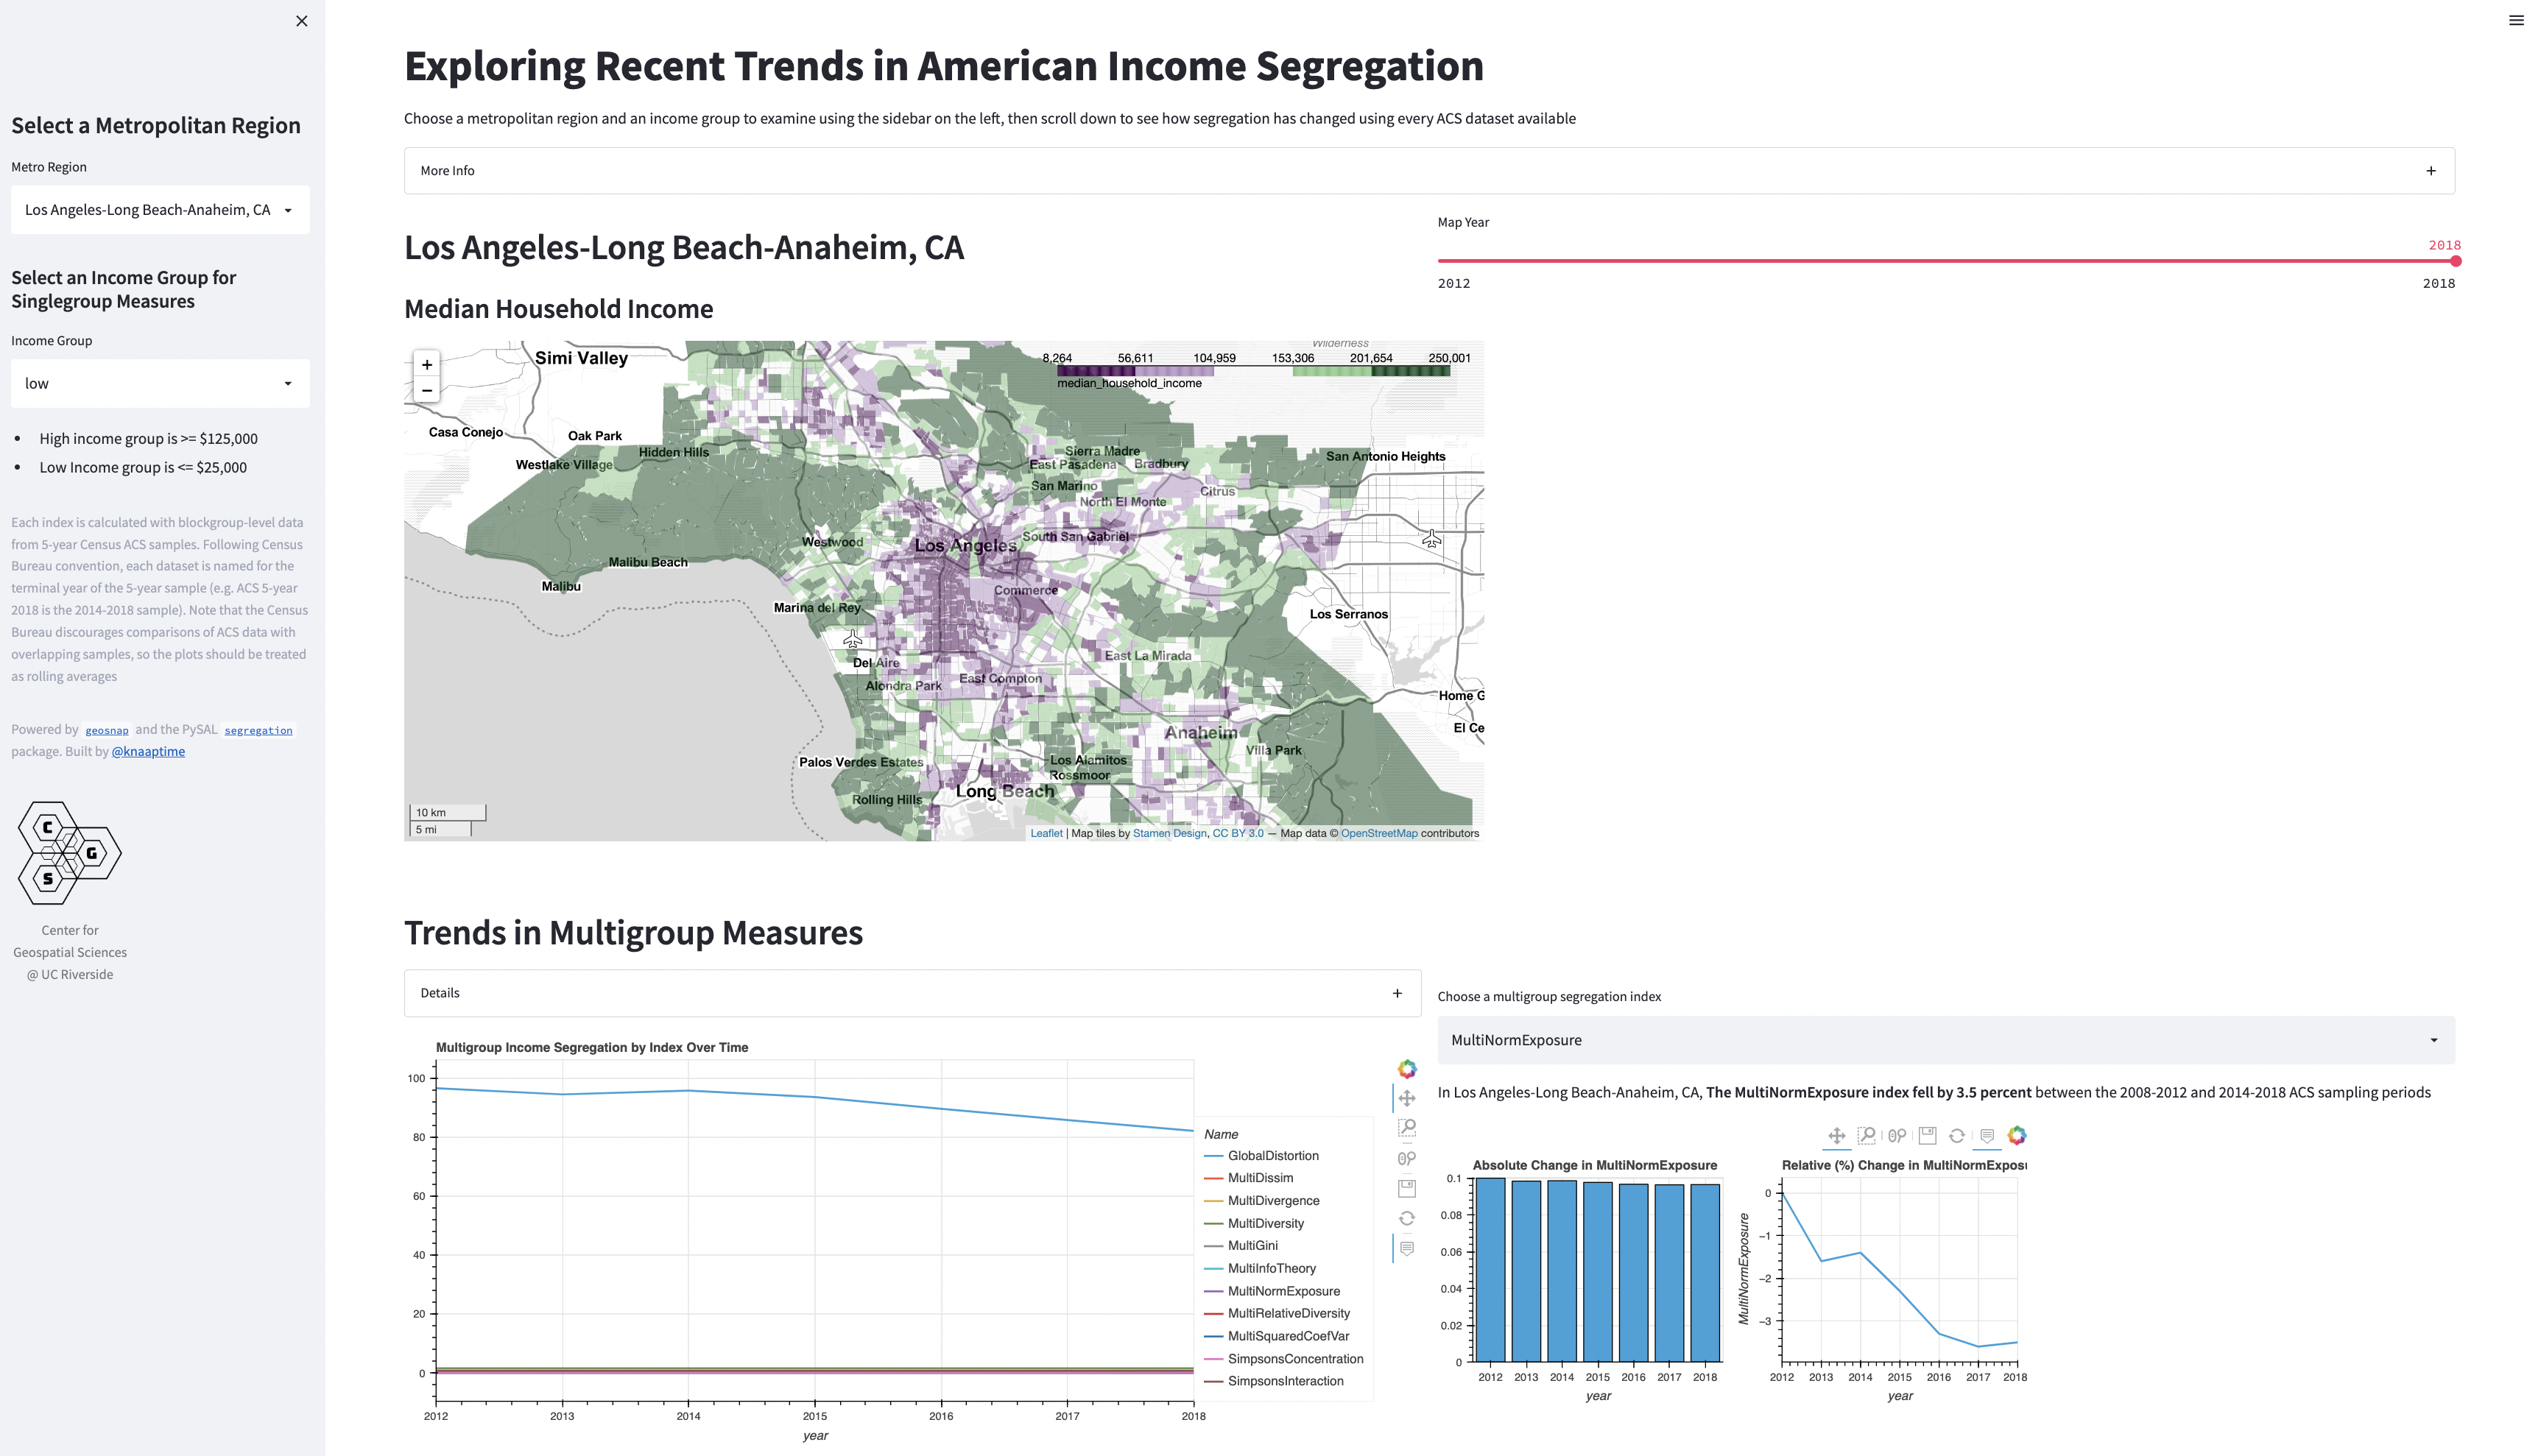 Select a Metropolitan Region
Metro Region
Los Angeles-Long Beach-Anaheim, CA
Select an Income Group for
Singlegroup Measures
Income Group
low
High income group is >= $125,000
Low Income group is <= $25,000
Each index is calculated with blockgroup-level data
from 5-year Census ACS samples. Following Census
Bureau convention, each dataset is named for the
terminal year of the 5-year sample (e.g. ACS 5-year
2018 is the 2014-2018 sample). Note that the Census
Bureau discourages comparisons of ACS data with
overlapping samples, so the plots should be treated
as rolling averages
Powered by geosnap and the PySAL segregation
package. Built by @knaaptime
C
G
S
Center for
Geospatial Sciences
@ UC Riverside
Exploring Recent Trends in American Income Segregation
Choose a metropolitan region and an income group to examine using the sidebar on the left, then scroll down to see how segregation has changed using every ACS dataset available
More Info
Los Angeles-Long Beach-Anaheim, CA
Map Year
2018
2012 2018
Median Household Income
+
−
Wilderness
8,264 56,611 104,959 153,306 201,654 250,001
median_household_income
Simi Valley
Casa Conejo
Oak Park
Hidden Hills
Westlake Village
Sierra Madre
East Pasadena
Bradbury
San Antonio Heights
San Marino
Citrus
North El Monte
South San Gabriel
Westwood
Los Angeles
Malibu Beach
Malibu
Commerce
Marina del Rey
Los Serranos
Del Aire
East La Mirada
Alondra Park
East Compton
Home G
El Ce
Anaheim
Villa Park
Palos Verdes Estates
Los Alamitos
Rossmoor
Rolling Hills
Long Beach
10 km
5 mi
Leaflet | Map tiles by Stamen Design, CC BY 3.0 — Map data © OpenStreetMap contributors
Trends in Multigroup Measures
Details
Multigroup Income Segregation by Index Over Time
100
80
60
40
20
0
2012 2013 2014 2015 2016 2017 2018
year
Name
GlobalDistortion
MultiDissim
MultiDivergence
MultiDiversity
MultiGini
MultiInfoTheory
MultiNormExposure
MultiRelativeDiversity
MultiSquaredCoefVar
SimpsonsConcentration
SimpsonsInteraction
Choose a multigroup segregation index
MultiNormExposure
In Los Angeles-Long Beach-Anaheim, CA, The MultiNormExposure index fell by 3.5 percent between the 2008-2012 and 2014-2018 ACS sampling periods
Absolute Change in MultiNormExposure
0.1
0.08
0.06
0.04
0.02
0
2012 2013 2014 2015 2016 2017 2018
year
Relative (%) Change in MultiNormExposu
MultiNormExposure
0
−1
−2
−3
2012 2013 2014 2015 2016 2017 2018
year